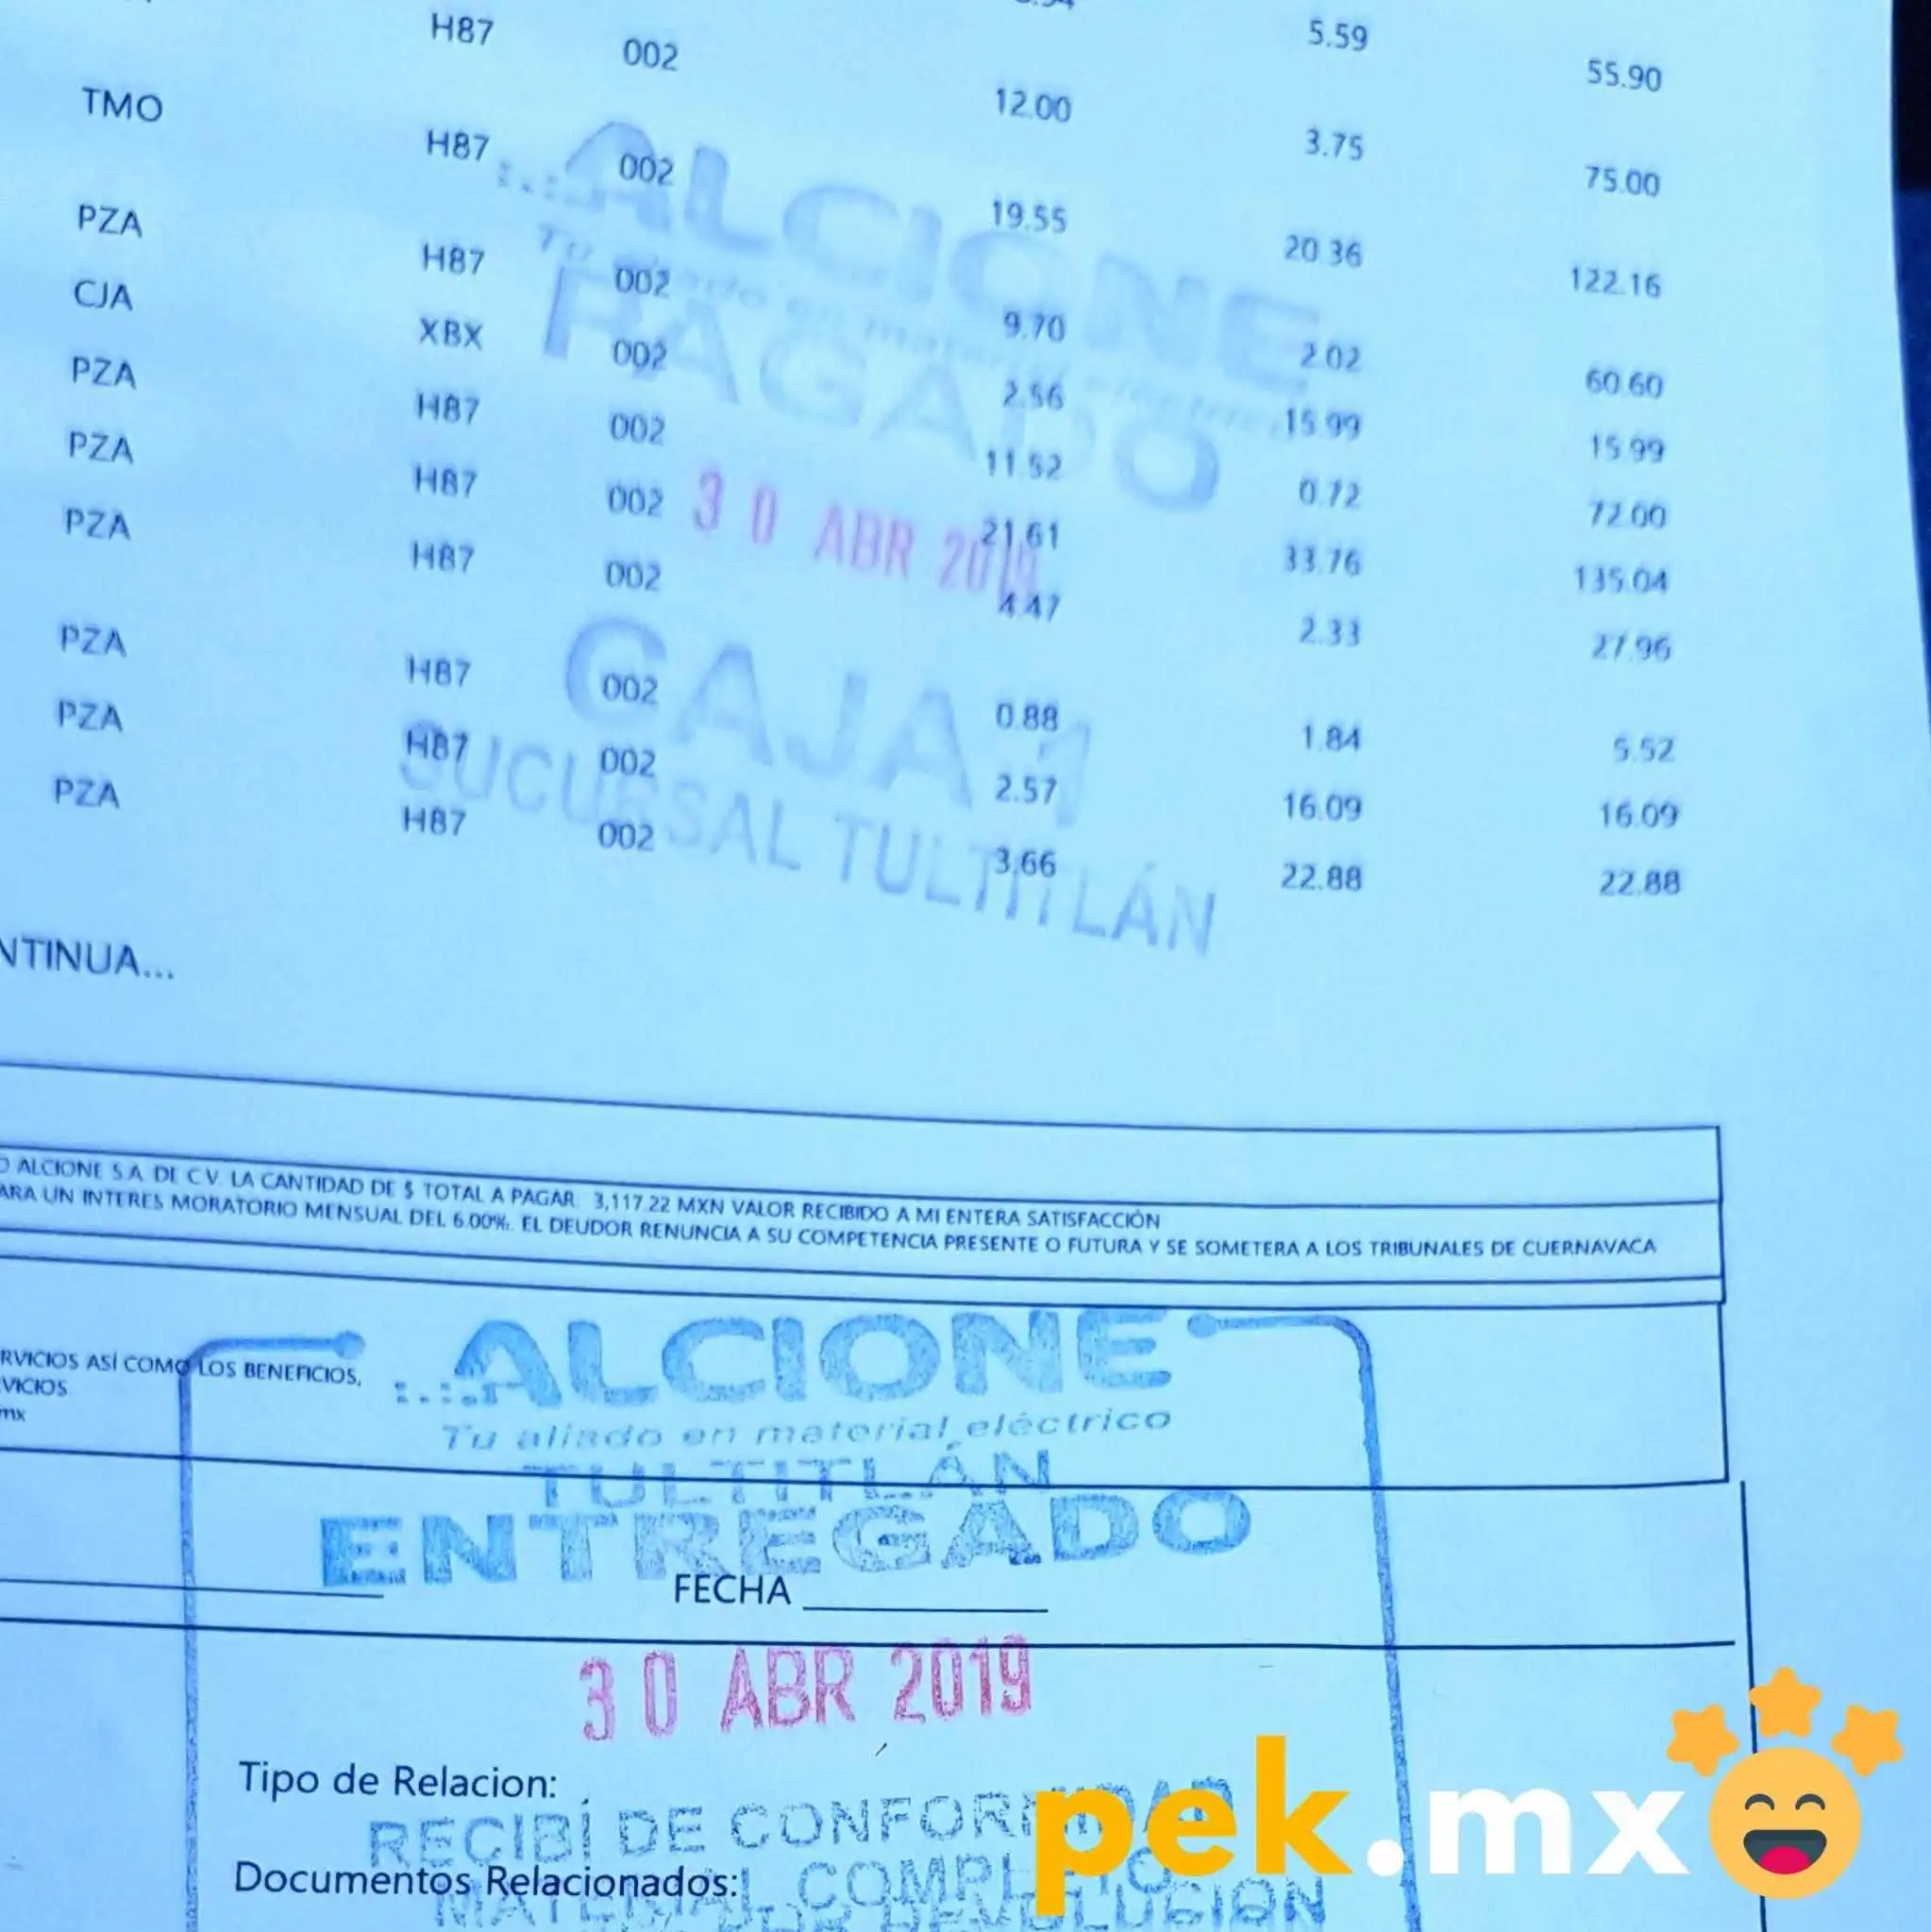 H87 002 5.59 55.90
TMO H87 002 12.00 3.75 75.00
PZA H87 002 19.55 20.36 122.16
CJA XBX 002 9.70 2.02 60.60
PZA H87 002 2.56 15.99 15.99
PZA H87 002 11.52 0.72 72.00
PZA H87 002 21.61 33.76 135.04
4.47 2.33 27.96
PZA H87 002 0.88 1.84 5.52
PZA H87 002 2.57 16.09 16.09
PZA H87 002 3.66 22.88 22.88
ALCIONE
PAGADO
30 ABR
CAJA 1
SUCURSAL TULTITLÁN
NTINUA...
O ALCIONE S.A. DE C.V. LA CANTIDAD DE $ TOTAL A PAGAR: 3,117.22 MXN VALOR RECIBIDO A MI ENTERA SATISFACCIÓN
ARA UN INTERES MORATORIO MENSUAL DEL 6.00%. EL DEUDOR RENUNCIA A SU COMPETENCIA PRESENTE O FUTURA Y SE SOMETERA A LOS TRIBUNALES DE CUERNAVACA
RVICIOS ASÍ COMO LOS BENEFICIOS,
VICIOS
mx
ALCIONE
Tu aliado en material eléctrico
TULTITLÁN
ENTREGADO
FECHA
30 ABR 2019
Tipo de Relacion:
RECIBÍ DE CONFORMIDAD
Documentos Relacionados:
MATERIAL COMPLETO
DEVOLUCION
pek.mx